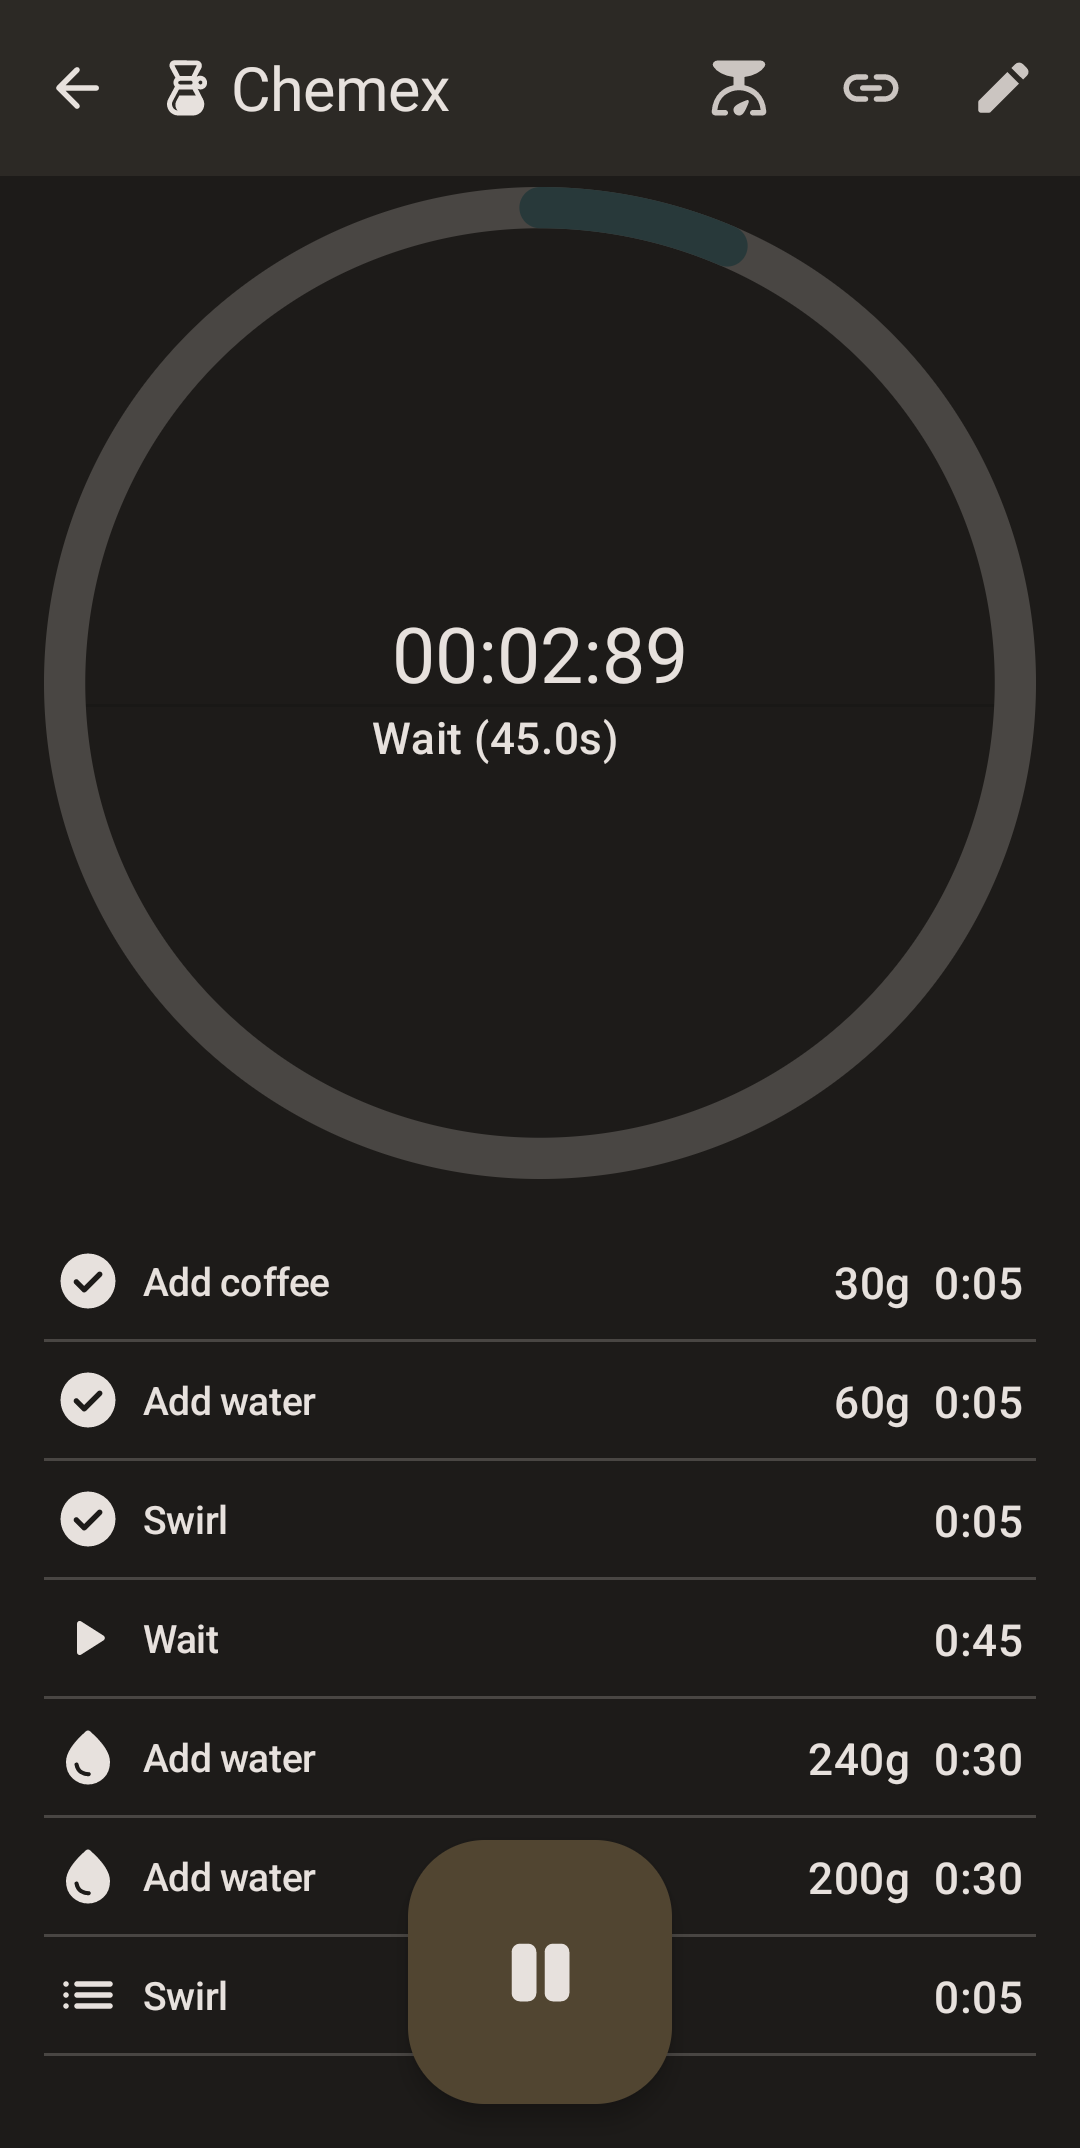 Chemex
00:02:89
Wait (45.0s)
Add coffee 30g 0:05
Add water 60g 0:05
Swirl 0:05
Wait 0:45
Add water 240g 0:30
Add water 200g 0:30
Swirl 0:05